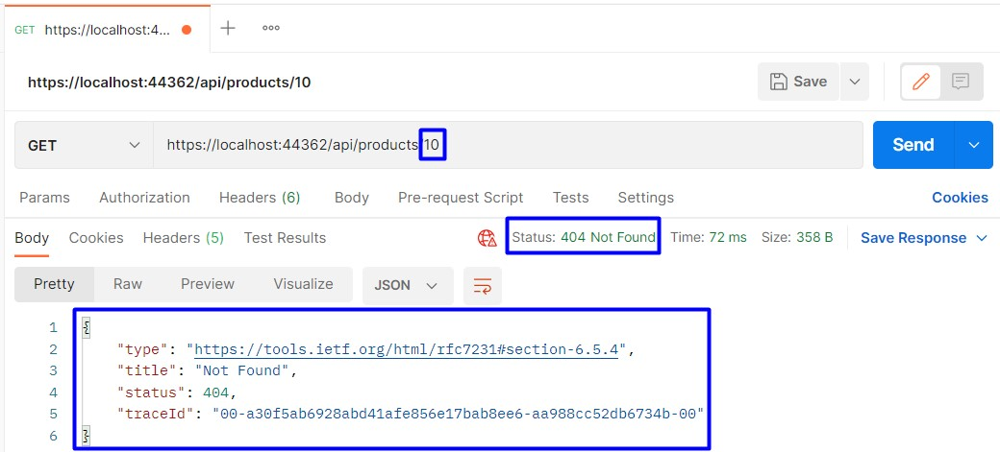 GET https://localhost:4...
https://localhost:44362/api/products/10
Save
GET https://localhost:44362/api/products/10 Send
Params Authorization Headers (6) Body Pre-request Script Tests Settings Cookies
Body Cookies Headers (5) Test Results Status: 404 Not Found Time: 72 ms Size: 358 B Save Response
Pretty Raw Preview Visualize JSON
1 {
2 "type": "https://tools.ietf.org/html/rfc7231#section-6.5.4",
3 "title": "Not Found",
4 "status": 404,
5 "traceId": "00-a30f5ab6928abd41afe856e17bab8ee6-aa988cc52db6734b-00"
6 }